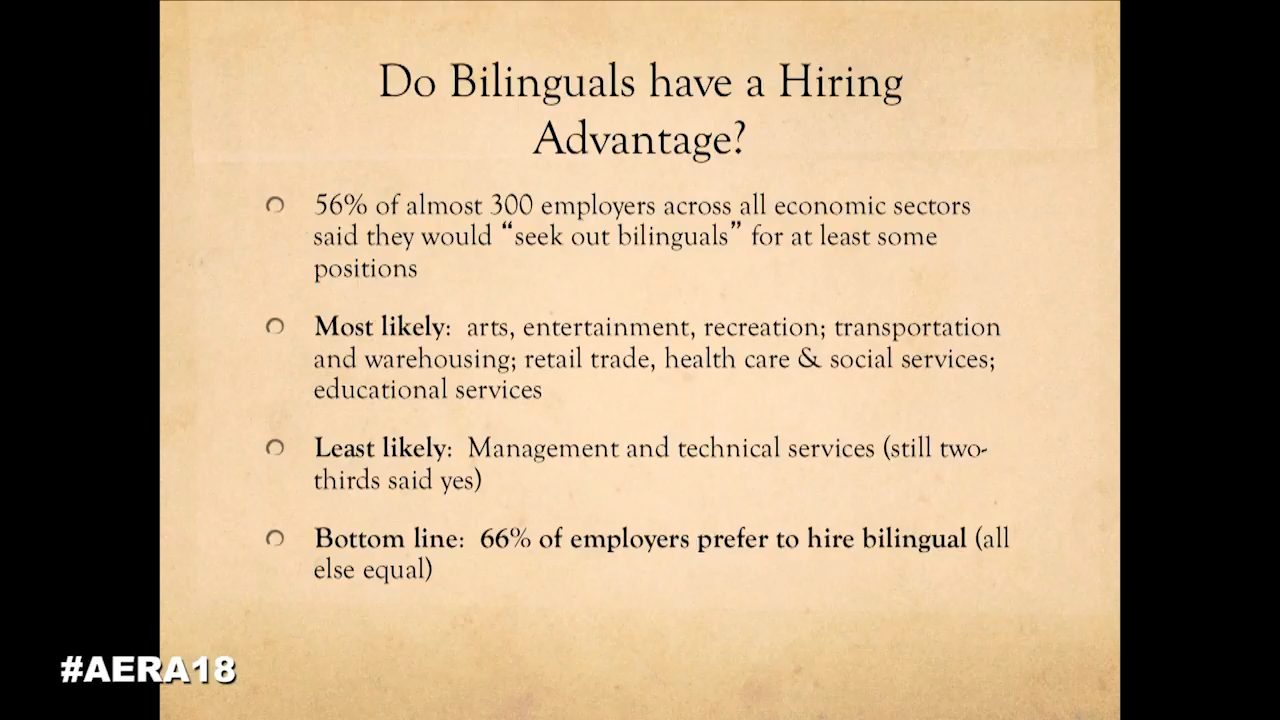 Do Bilinguals have a Hiring
Advantage?
56% of almost 300 employers across all economic sectors
said they would “seek out bilinguals” for at least some
positions
Most likely: arts, entertainment, recreation; transportation
and warehousing; retail trade, health care & social services;
educational services
Least likely: Management and technical services (still two-
thirds said yes)
Bottom line: 66% of employers prefer to hire bilingual (all
else equal)
#AERA18